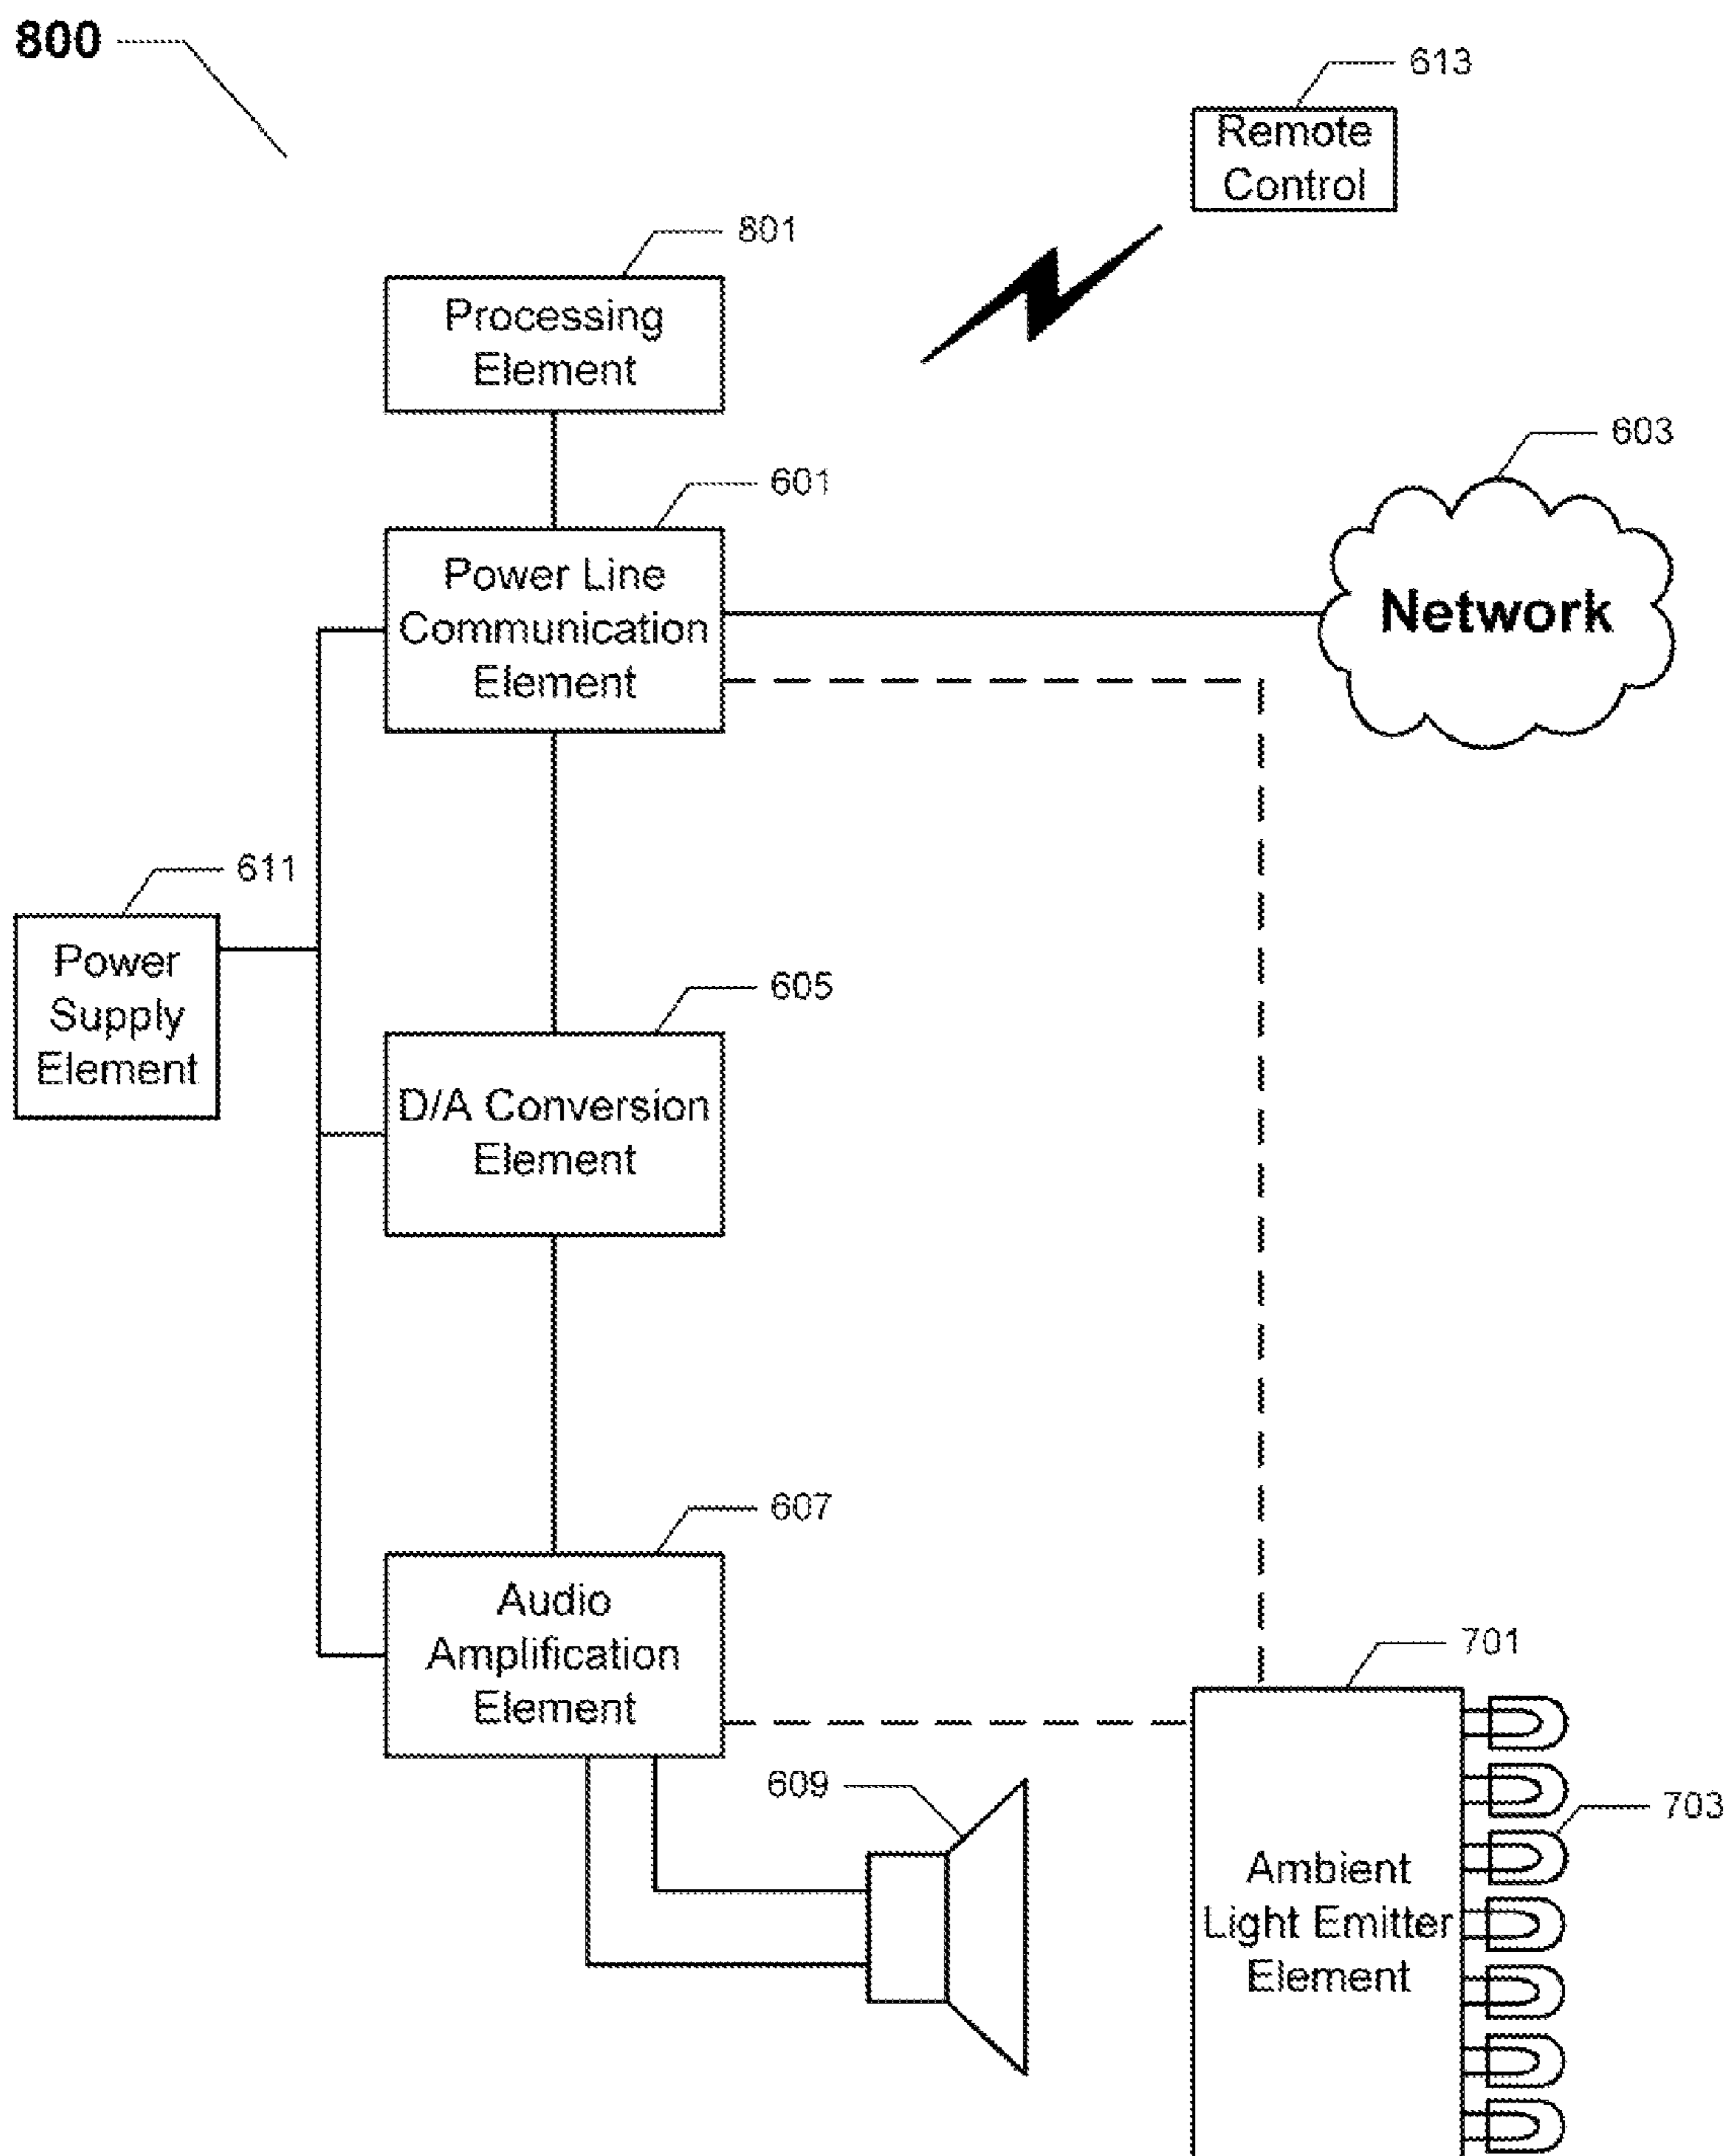 800
613
Remote
Control
801
Processing
Element
603
601
Power Line
Communication
Element
Network
611
Power
Supply
Element
605
D/A Conversion
Element
607
Audio
Amplification
Element
701
609
703
Ambient
Light Emitter
Element